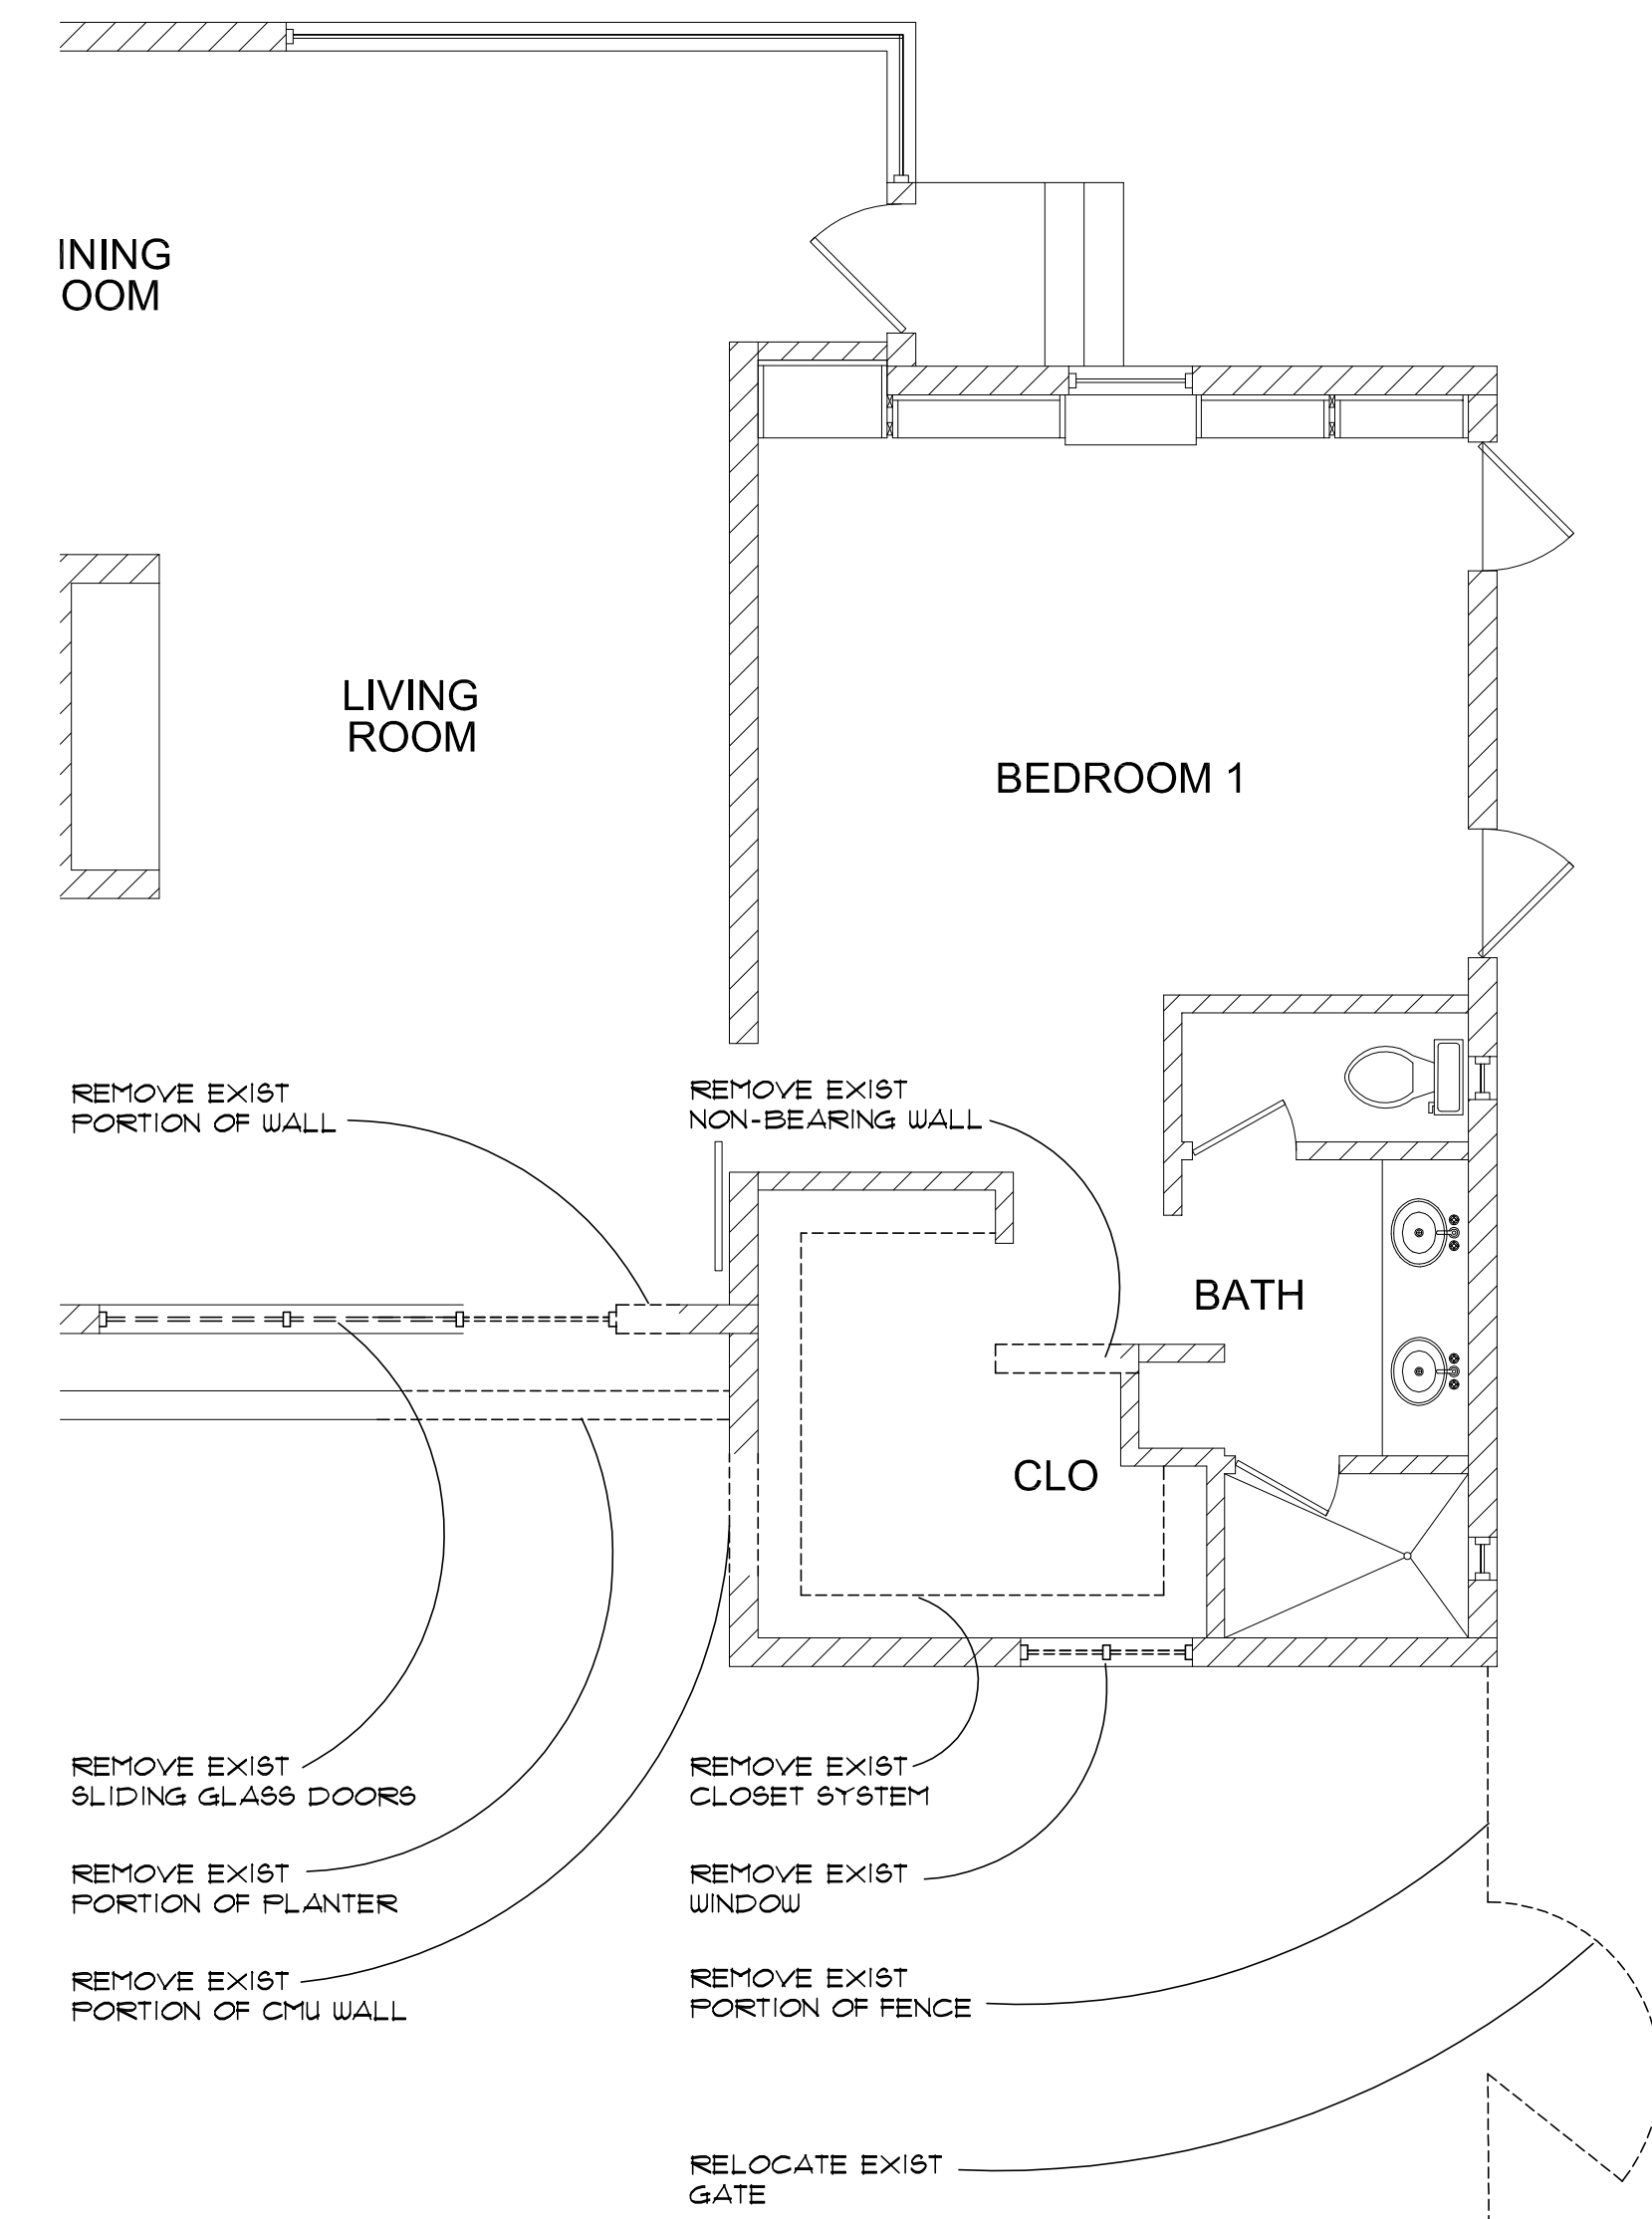 INING
OOM
LIVING
ROOM
BEDROOM 1
REMOVE EXIST
PORTION OF WALL
REMOVE EXIST
NON-BEARING WALL
BATH
CLO
REMOVE EXIST
SLIDING GLASS DOORS
REMOVE EXIST
PORTION OF PLANTER
REMOVE EXIST
PORTION OF CMU WALL
REMOVE EXIST
CLOSET SYSTEM
REMOVE EXIST
WINDOW
REMOVE EXIST
PORTION OF FENCE
RELOCATE EXIST
GATE